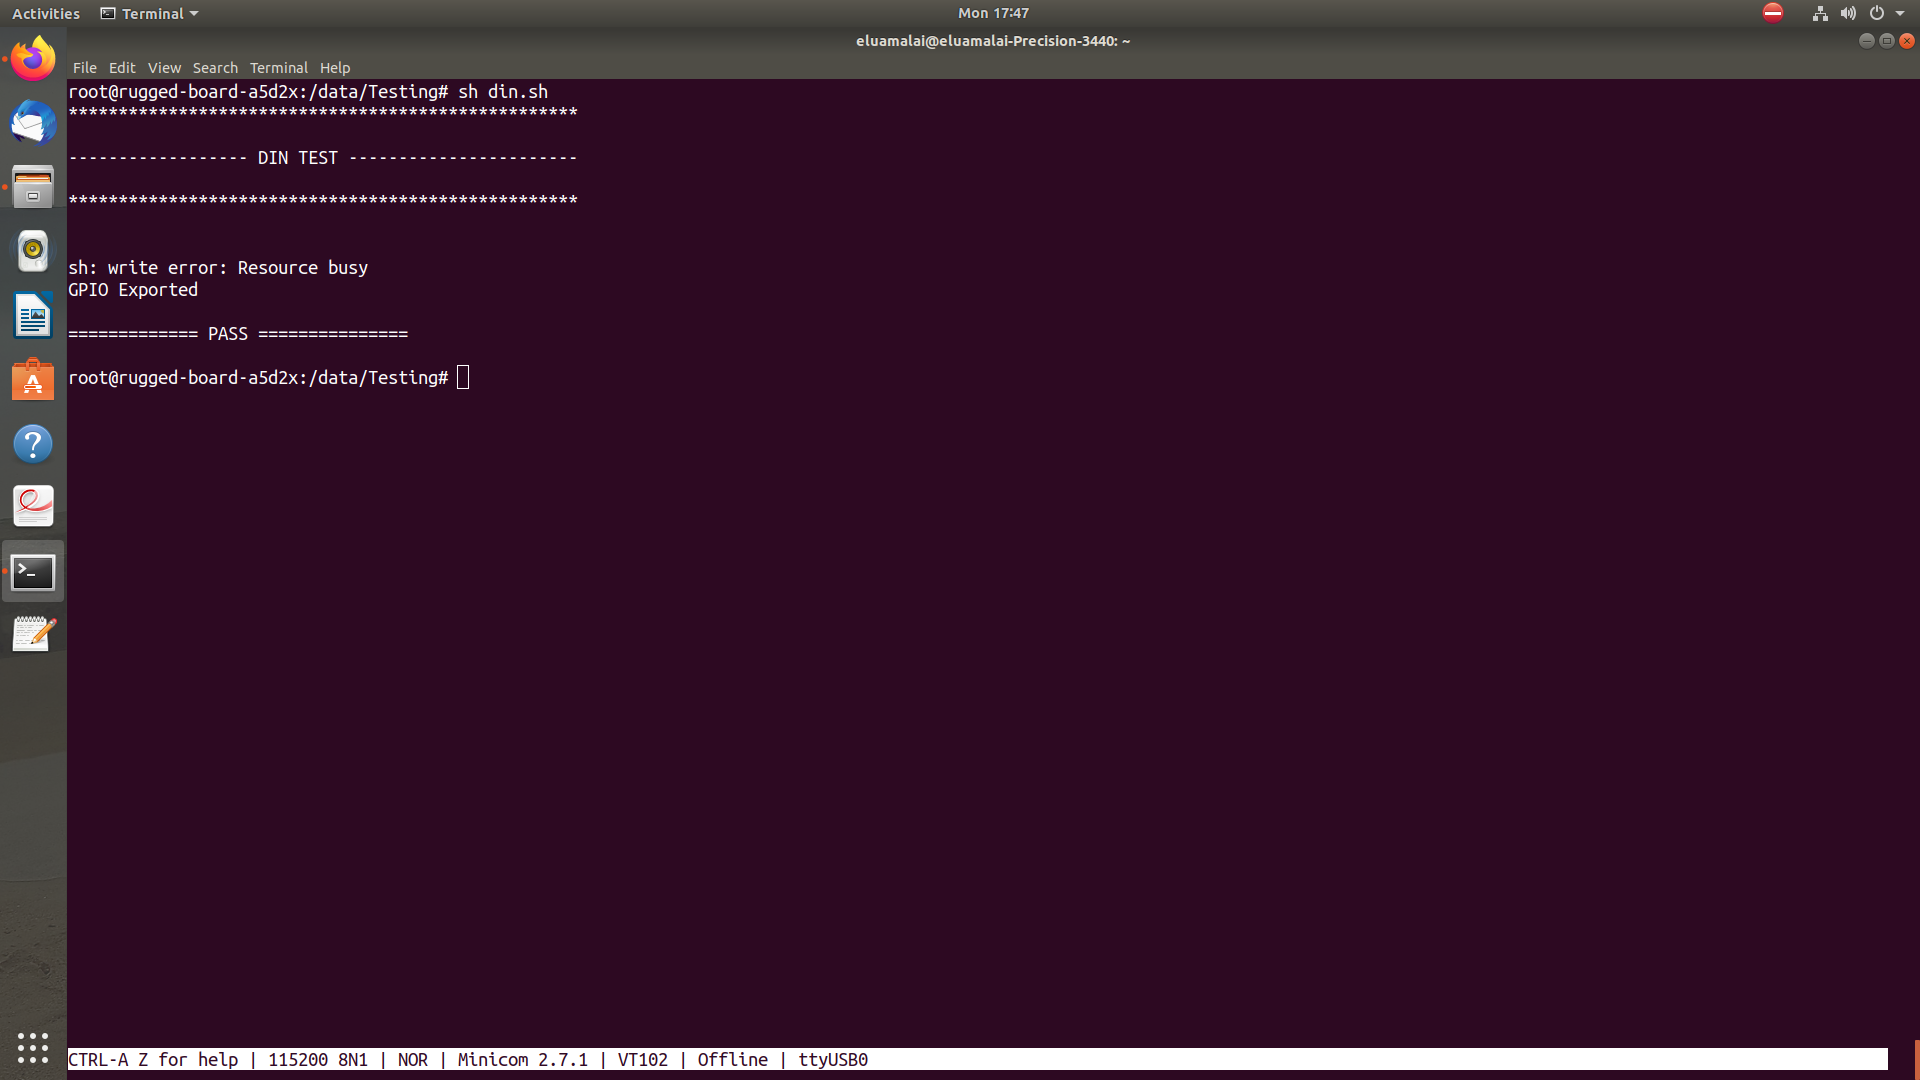 Activities Terminal Mon 17:47
eluamalai@eluamalai-Precision-3440: ~
File Edit View Search Terminal Help
root@rugged-board-a5d2x:/data/Testing# sh din.sh
***************************************************
------------------ DIN TEST -----------------------
***************************************************
sh: write error: Resource busy
GPIO Exported
============= PASS ===============
root@rugged-board-a5d2x:/data/Testing#
CTRL-A Z for help | 115200 8N1 | NOR | Minicom 2.7.1 | VT102 | Offline | ttyUSB0